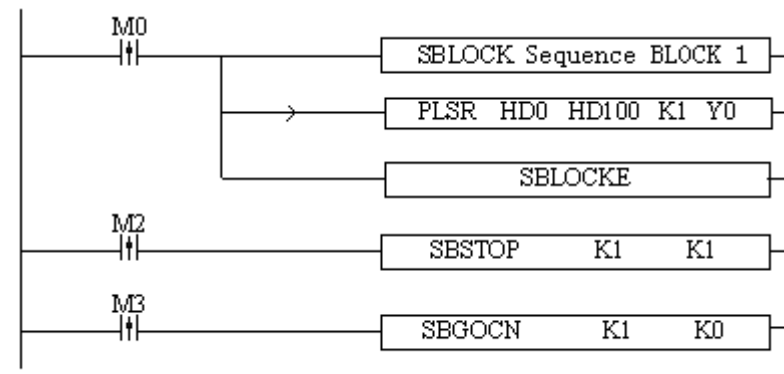 M0
SBLOCK Sequence BLOCK 1
PLSR HD0 HD100 K1 Y0
SBLOCKE
M2
SBSTOP K1 K1
M3
SBGOCN K1 K0